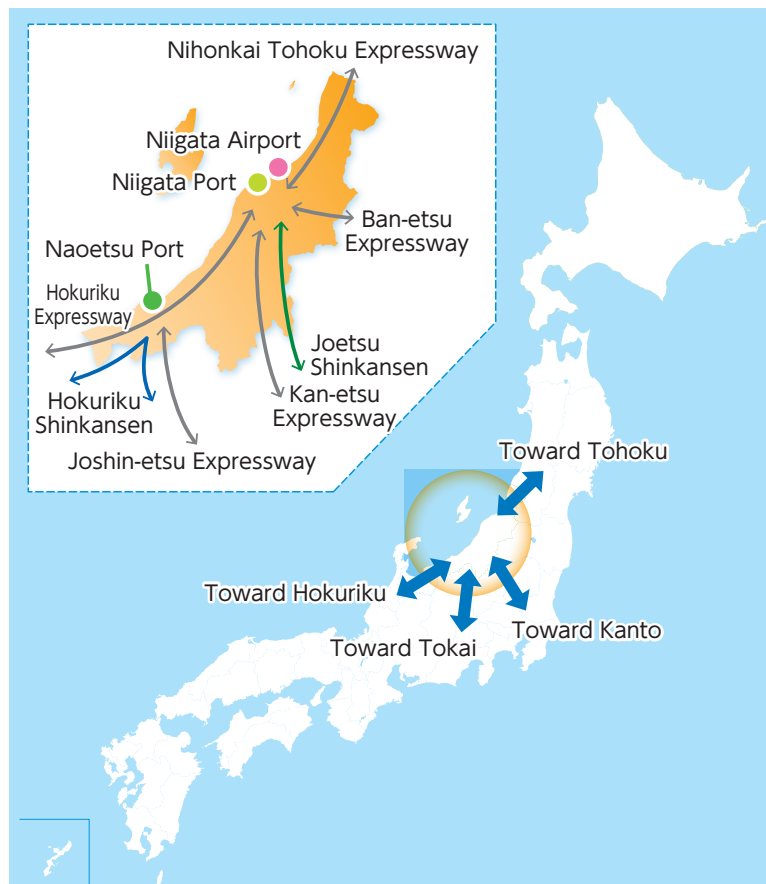 Nihonkai Tohoku Expressway
Niigata Airport
Niigata Port
Ban-etsu
Expressway
Naoetsu Port
Hokuriku
Expressway
Joetsu
Shinkansen
Kan-etsu
Expressway
Hokuriku
Shinkansen
Joshin-etsu Expressway
Toward Tohoku
Toward Hokuriku
Toward Kanto
Toward Tokai